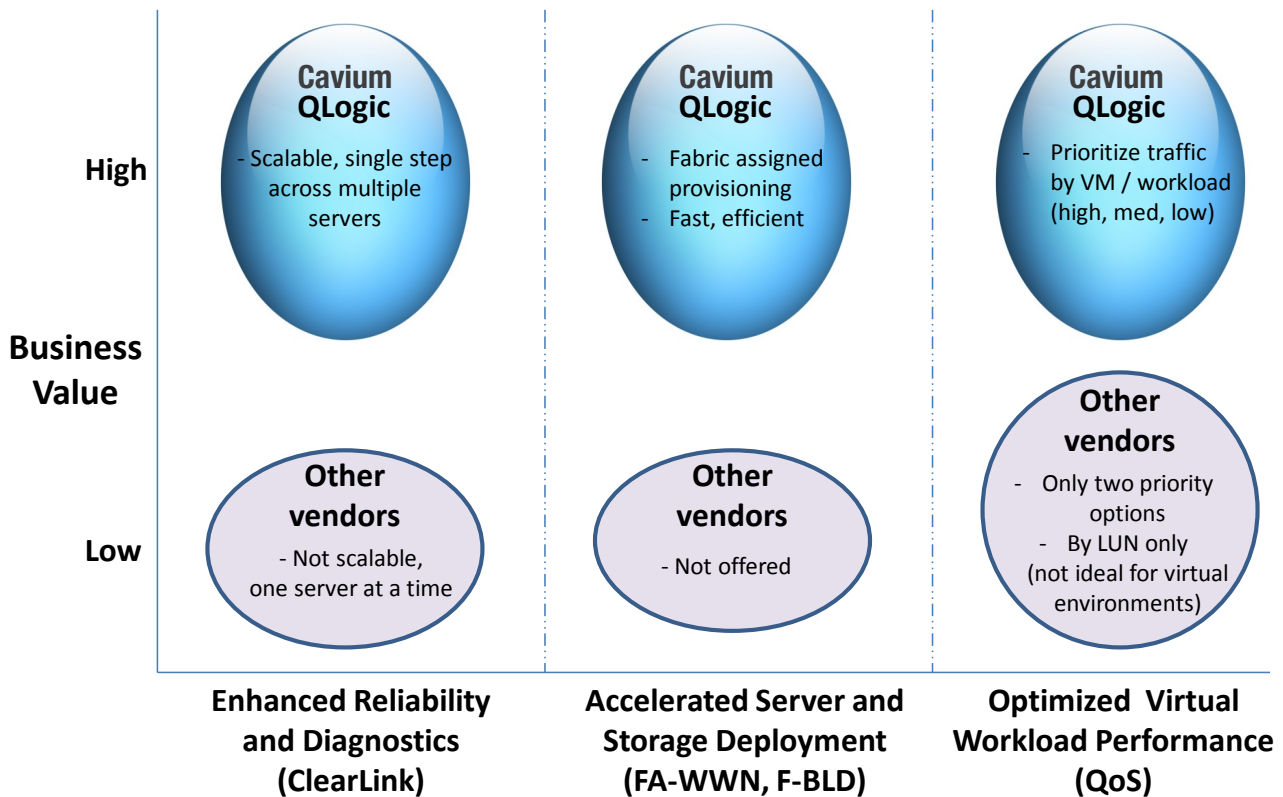 Cavium
QLogic
- Scalable, single step
across multiple
servers
Cavium
QLogic
- Fabric assigned
provisioning
- Fast, efficient
Cavium
QLogic
- Prioritize traffic
by VM / workload
(high, med, low)
High
Business
Value
Low
Other
vendors
- Not scalable,
one server at a time
Other
vendors
- Not offered
Other
vendors
- Only two priority
options
- By LUN only
(not ideal for virtual
environments)
Enhanced Reliability
and Diagnostics
(ClearLink)
Accelerated Server and
Storage Deployment
(FA-WWN, F-BLD)
Optimized Virtual
Workload Performance
(QoS)